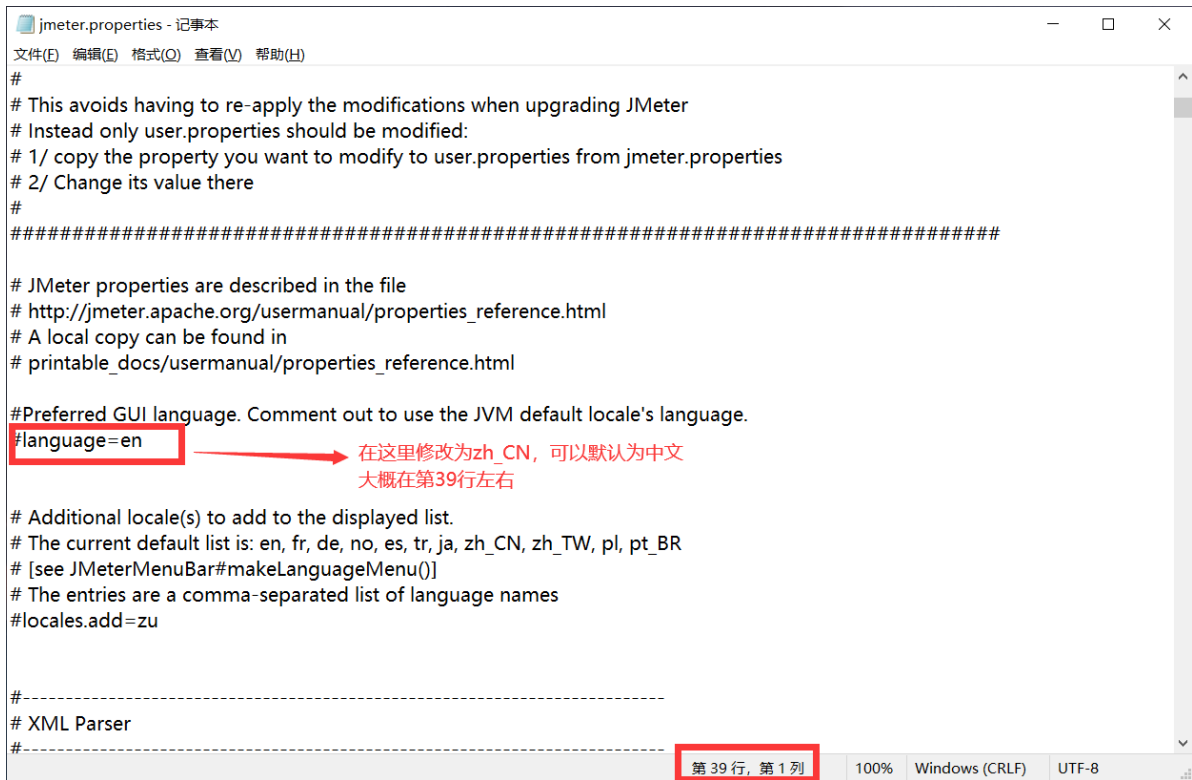 jmeter.properties - 记事本
文件(F) 编辑(E) 格式(O) 查看(V) 帮助(H)
#
# This avoids having to re-apply the modifications when upgrading JMeter
# Instead only user.properties should be modified:
# 1/ copy the property you want to modify to user.properties from jmeter.properties
# 2/ Change its value there
#
################################################################################
# JMeter properties are described in the file
# http://jmeter.apache.org/usermanual/properties_reference.html
# A local copy can be found in
# printable_docs/usermanual/properties_reference.html
#Preferred GUI language. Comment out to use the JVM default locale's language.
#language=en
在这里修改为zh_CN，可以默认为中文
大概在第39行左右
# Additional locale(s) to add to the displayed list.
# The current default list is: en, fr, de, no, es, tr, ja, zh_CN, zh_TW, pl, pt_BR
# [see JMeterMenuBar#makeLanguageMenu()]
# The entries are a comma-separated list of language names
#locales.add=zu
#---------------------------------------------------------------------------
# XML Parser
#---------------------------------------------------------------------------
第 39 行，第 1 列 100% Windows (CRLF) UTF-8